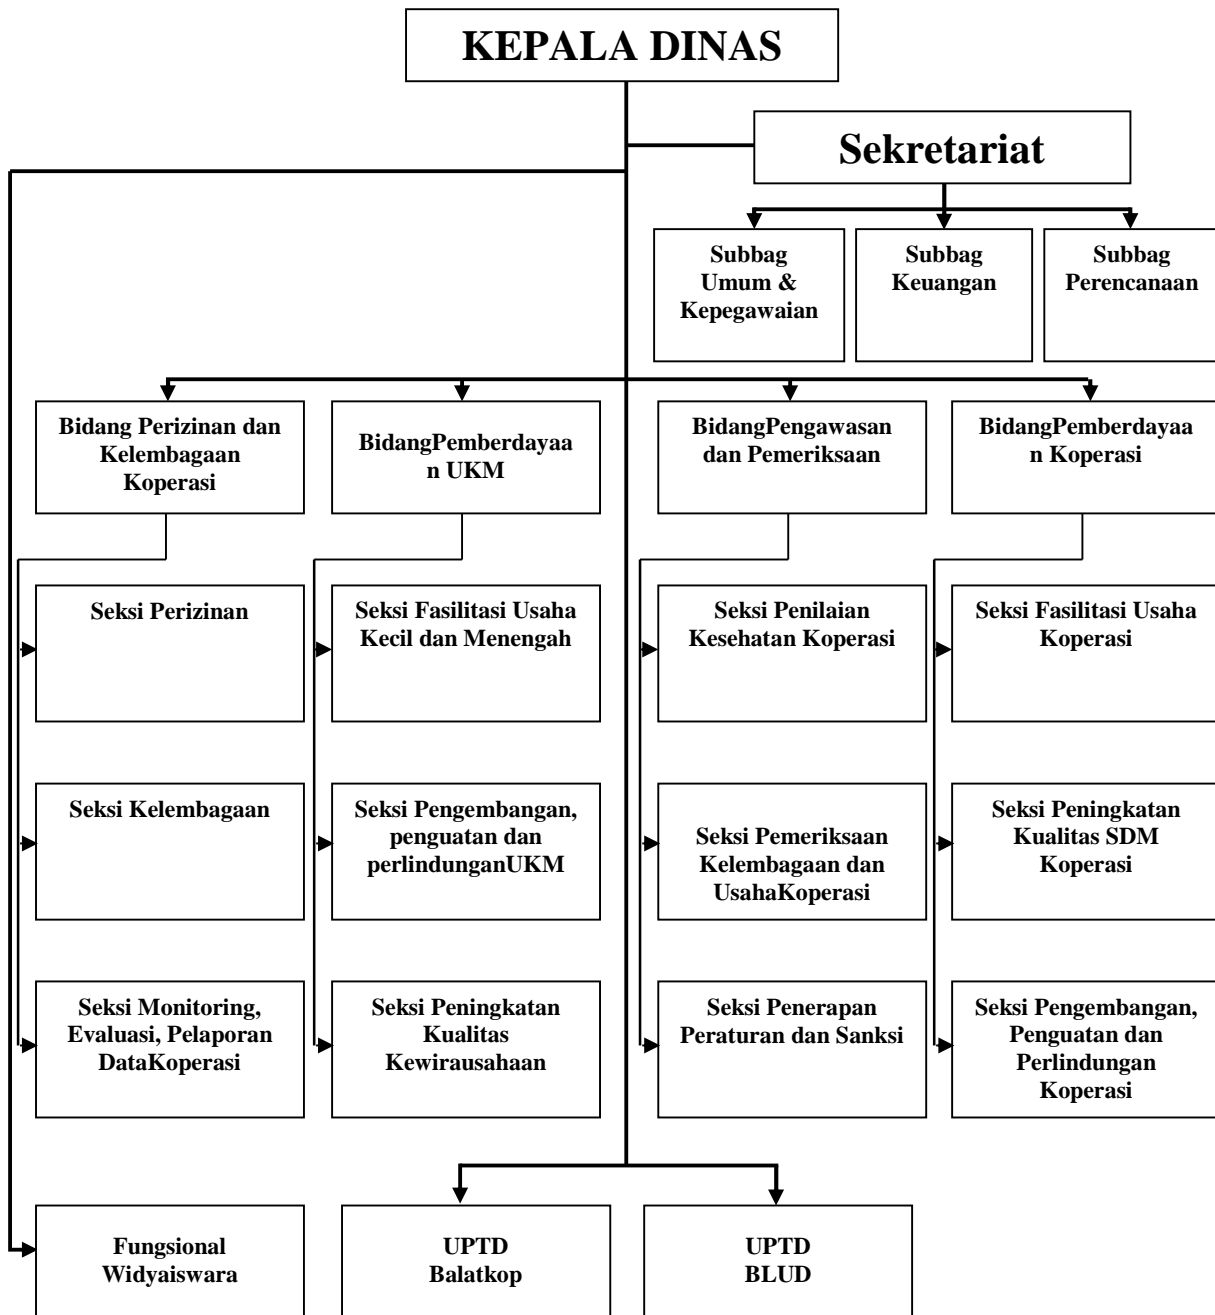 KEPALA DINAS
Sekretariat
Subbag
Umum &
Kepegawaian
Subbag
Keuangan
Subbag
Perencanaan
Bidang Perizinan dan
Kelembagaan
Koperasi
BidangPemberdayaa
n UKM
BidangPengawasan
dan Pemeriksaan
BidangPemberdayaa
n Koperasi
Seksi Perizinan
Seksi Fasilitasi Usaha
Kecil dan Menengah
Seksi Penilaian
Kesehatan Koperasi
Seksi Fasilitasi Usaha
Koperasi
Seksi Kelembagaan
Seksi Pengembangan,
penguatan dan
perlindunganUKM
Seksi Pemeriksaan
Kelembagaan dan
UsahaKoperasi
Seksi Peningkatan
Kualitas SDM
Koperasi
Seksi Monitoring,
Evaluasi, Pelaporan
DataKoperasi
Seksi Peningkatan
Kualitas
Kewirausahaan
Seksi Penerapan
Peraturan dan Sanksi
Seksi Pengembangan,
Penguatan dan
Perlindungan
Koperasi
Fungsional
Widyaiswara
UPTD
Balatkop
UPTD
BLUD